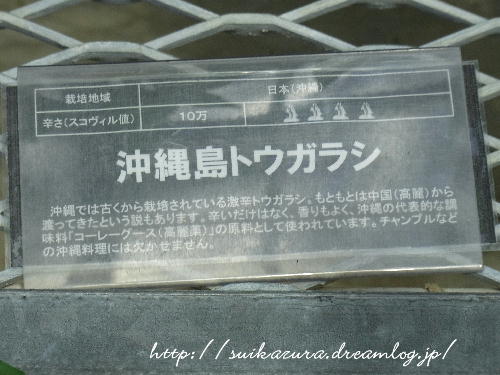 栽培地域 日本(沖縄)
辛さ(スコヴィル値) 10万
沖縄島トウガラシ
沖縄では古くから栽培されている激辛トウガラシ。もともとは中国(高麗)から
渡ってきたという説もあります。辛いだけはなく、香りもよく、沖縄の代表的な調
味料「コーレーグース(高麗薬)」の原料として使われています。チャンプルなど
の沖縄料理には欠かせません。
http://suikazura.dreamlog.jp/